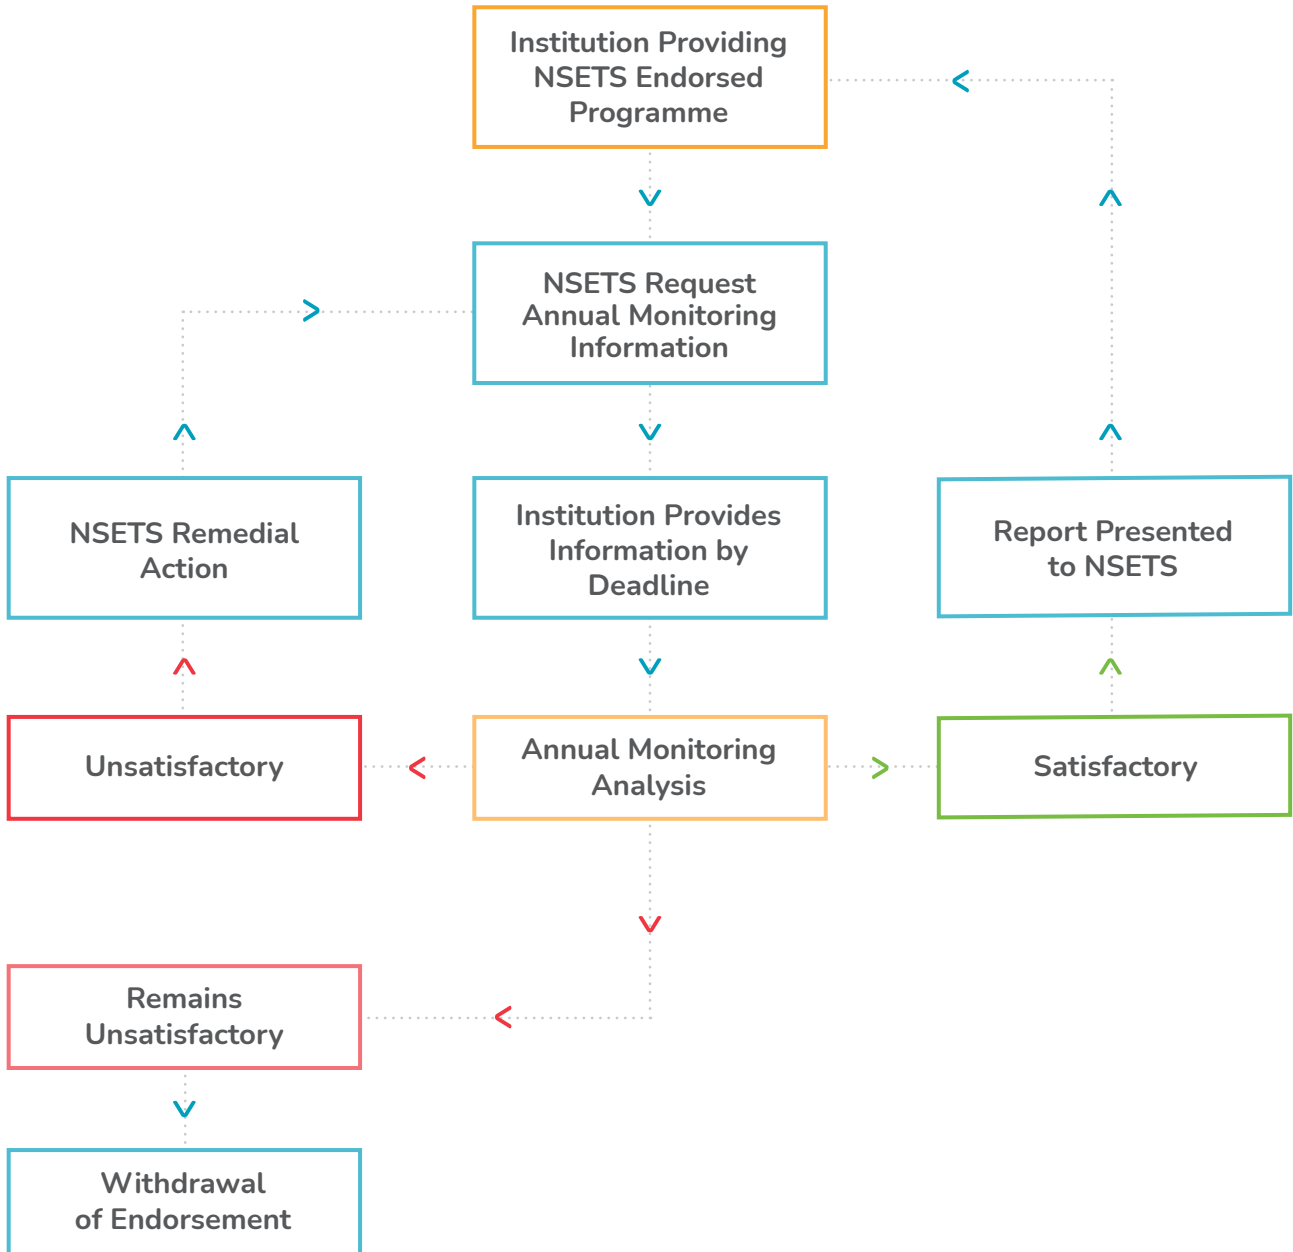 Institution Providing
NSETS Endorsed
Programme
NSETS Request
Annual Monitoring
Information
NSETS Remedial
Action
Institution Provides
Information by
Deadline
Report Presented
to NSETS
Unsatisfactory
Annual Monitoring
Analysis
Satisfactory
Remains
Unsatisfactory
Withdrawal
of Endorsement